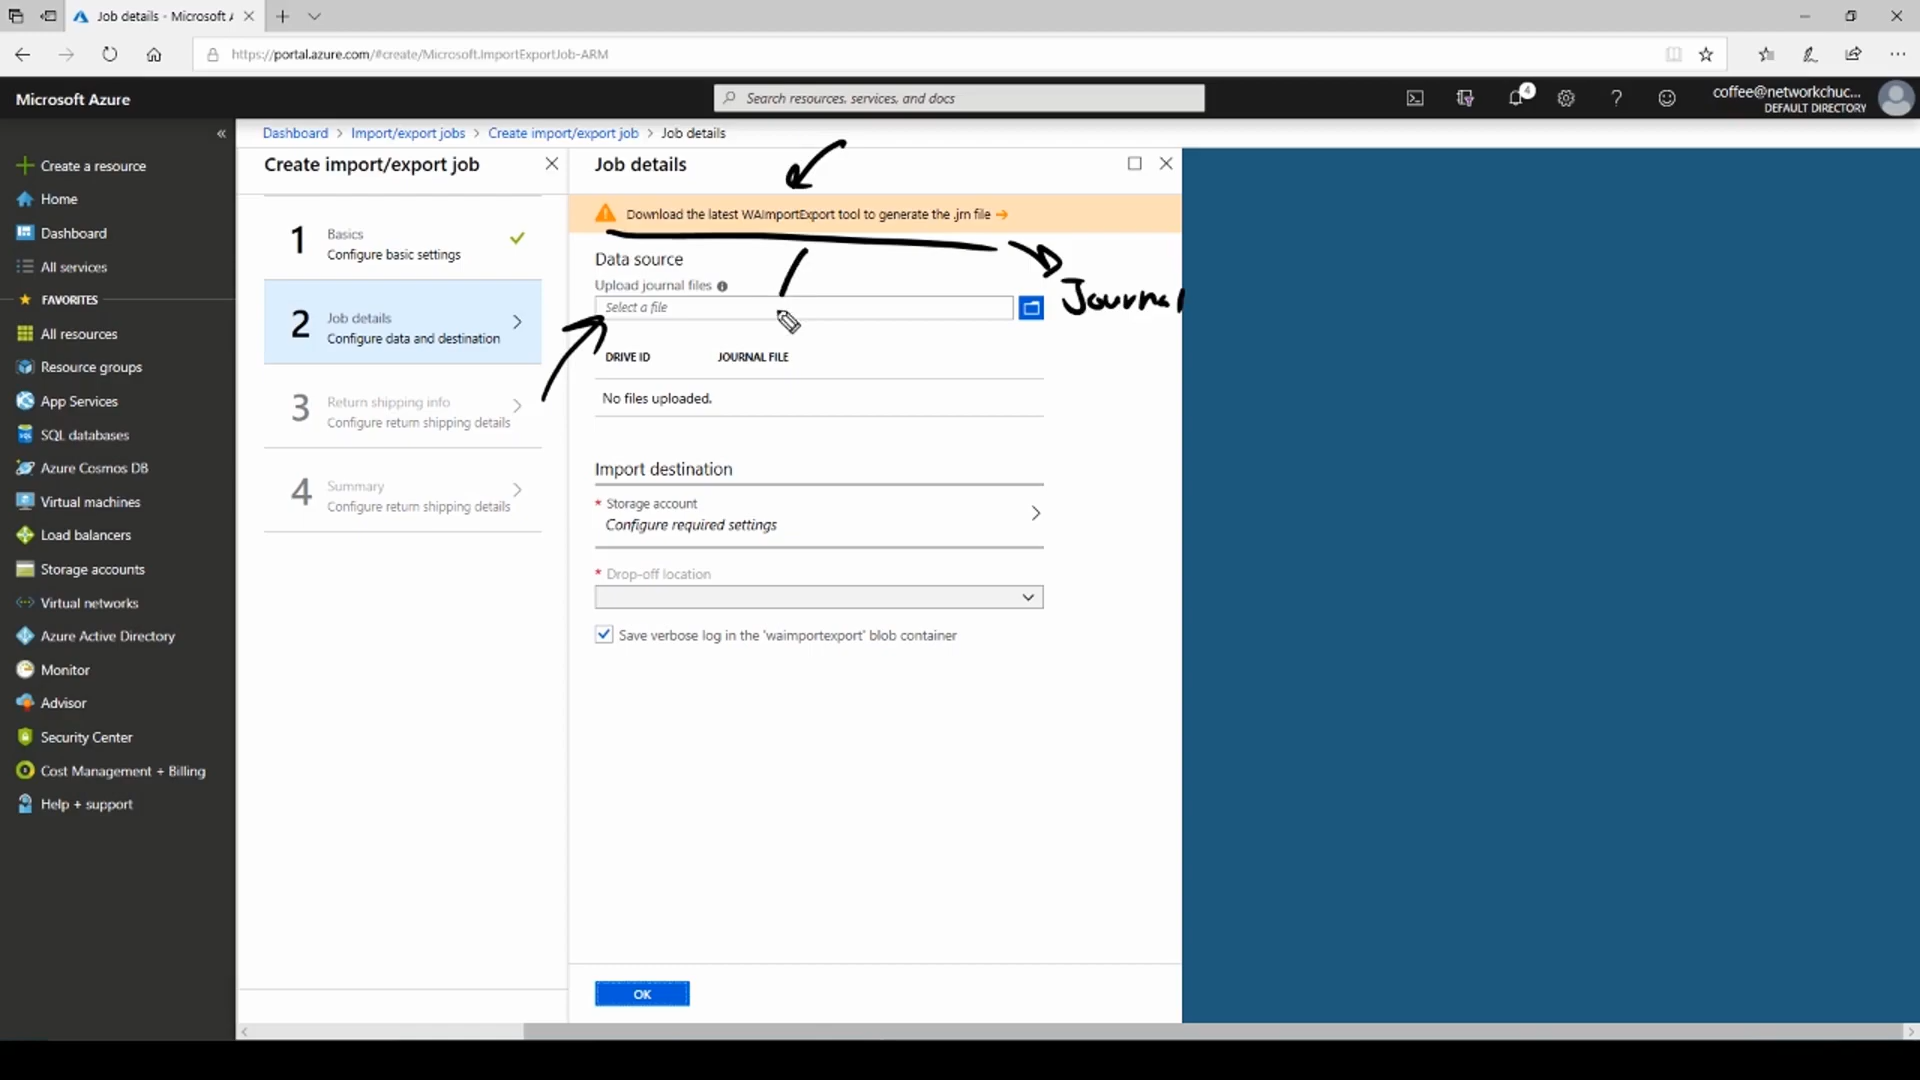 Job details - Microsoft A
https://portal.azure.com/#create/Microsoft.ImportExportJob-ARM
Microsoft Azure
Search resources, services, and docs
4
coffee@networkchuc...
DEFAULT DIRECTORY
Dashboard > Import/export jobs > Create import/export job > Job details
Create a resource
Home
Dashboard
All services
FAVORITES
All resources
Resource groups
App Services
SQL databases
Azure Cosmos DB
Virtual machines
Load balancers
Storage accounts
Virtual networks
Azure Active Directory
Monitor
Advisor
Security Center
Cost Management + Billing
Help + support
Create import/export job
1 Basics
Configure basic settings
2 Job details
Configure data and destination
3 Return shipping info
Configure return shipping details
4 Summary
Configure return shipping details
Job details
Download the latest WAImportExport tool to generate the .jrn file
Data source
Upload journal files
Select a file
Journal
DRIVE ID JOURNAL FILE
No files uploaded.
Import destination
* Storage account
Configure required settings
* Drop-off location
Save verbose log in the 'waimportexport' blob container
OK